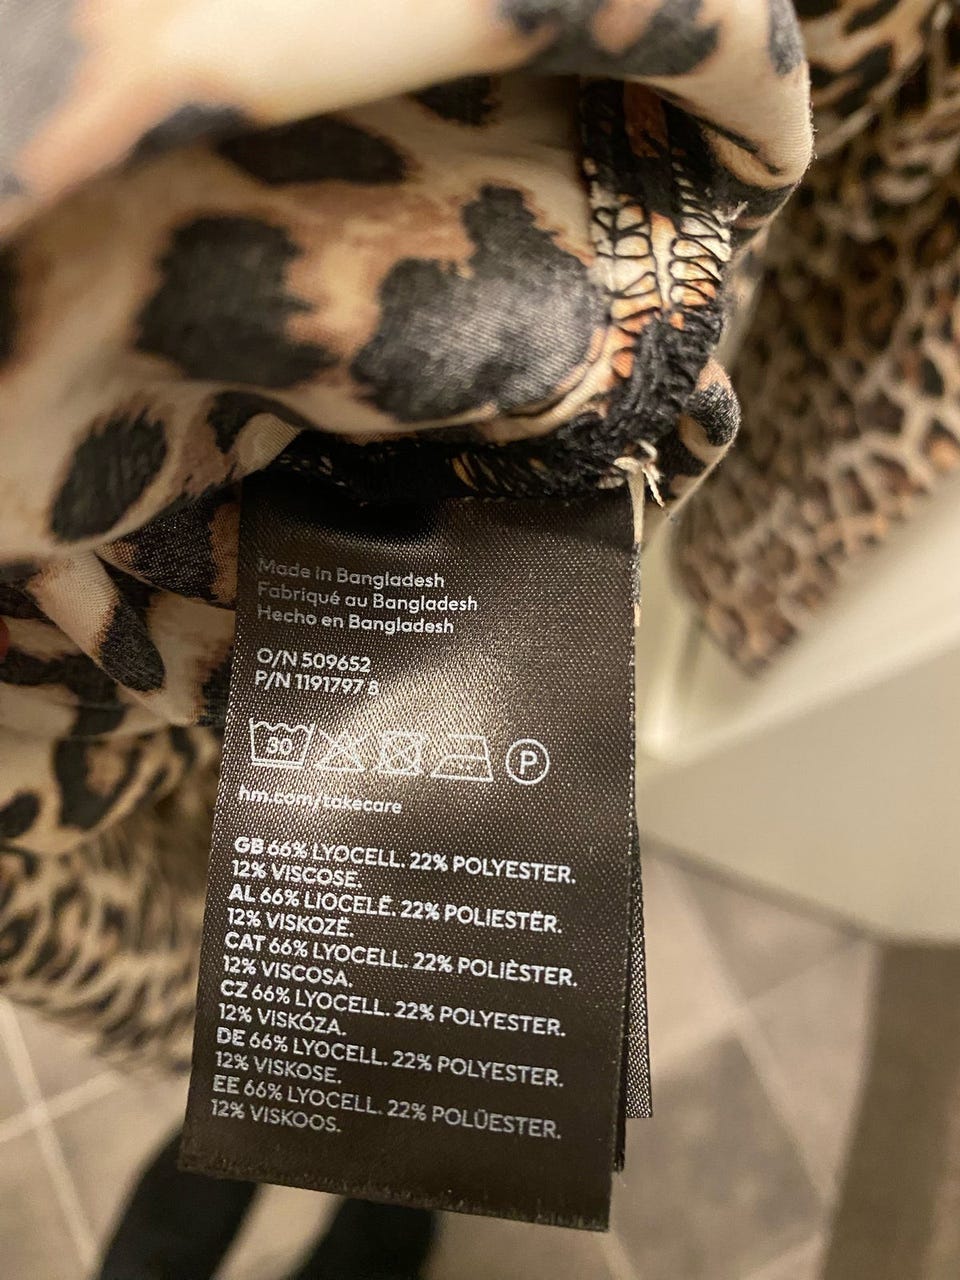 Made in Bangladesh
Fabriqué au Bangladesh
Hecho en Bangladesh
O/N 509652
P/N 1191797 8
30 P
hm.com/takecare
GB 66% LYOCELL. 22% POLYESTER.
12% VISCOSE.
AL 66% LIOCELË. 22% POLIESTËR.
12% VISKOZË.
CAT 66% LYOCELL. 22% POLIÈSTER.
12% VISCOSA.
CZ 66% LYOCELL. 22% POLYESTER.
12% VISKÓZA.
DE 66% LYOCELL. 22% POLYESTER.
12% VISKOSE.
EE 66% LYOCELL. 22% POLÜESTER.
12% VISKOOS.